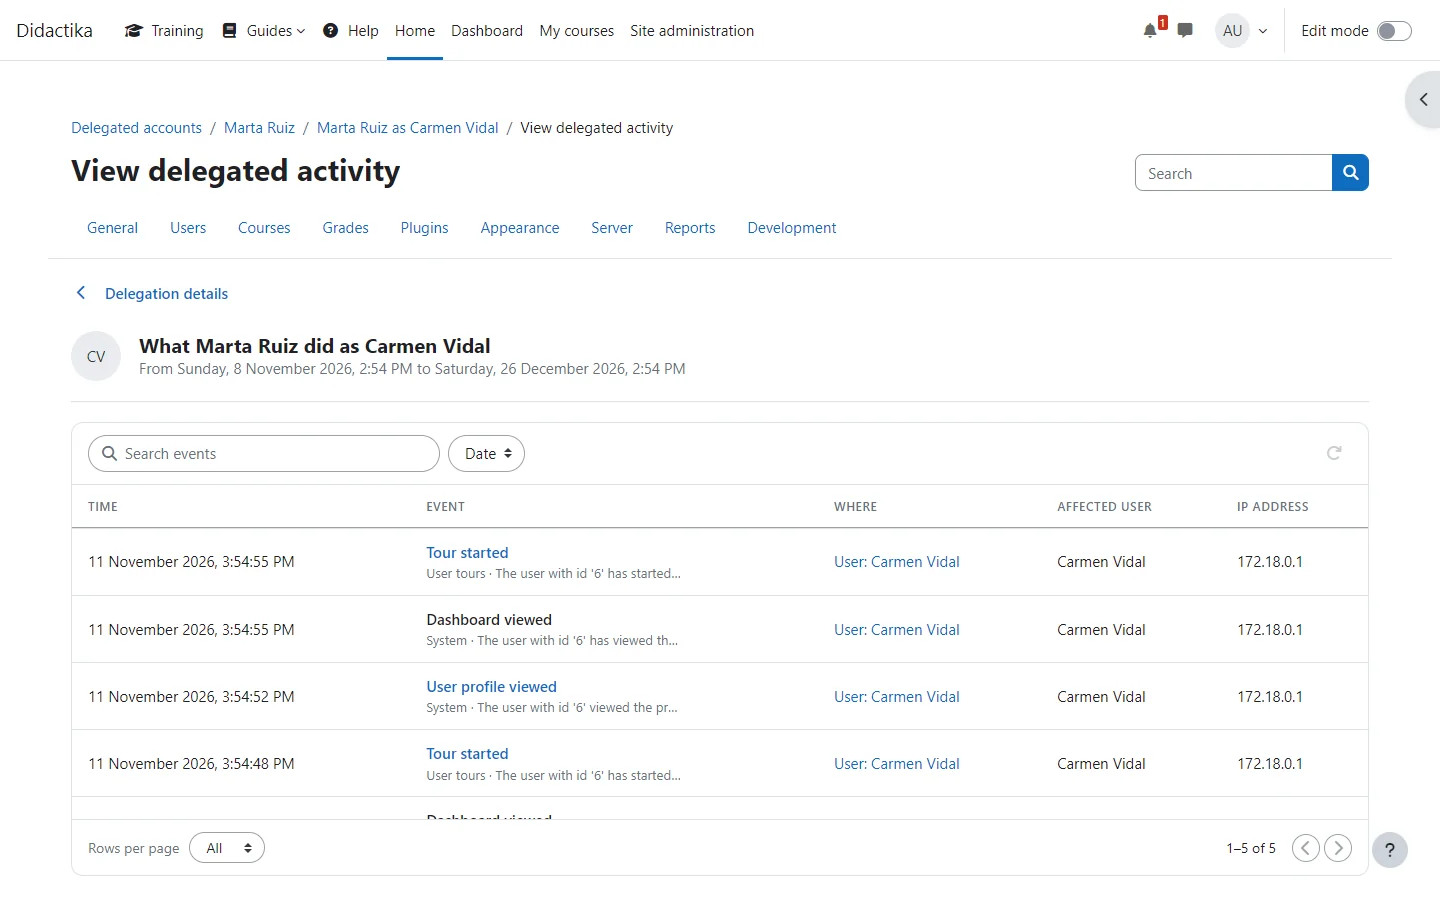 Didactika
Training
Guides
Help
Home
Dashboard
My courses
Site administration
1
AU
Edit mode
Delegated accounts / Marta Ruiz / Marta Ruiz as Carmen Vidal / View delegated activity
View delegated activity
Search
General
Users
Courses
Grades
Plugins
Appearance
Server
Reports
Development
Delegation details
CV
What Marta Ruiz did as Carmen Vidal
From Sunday, 8 November 2026, 2:54 PM to Saturday, 26 December 2026, 2:54 PM
Search events
Date
TIME
EVENT
WHERE
AFFECTED USER
IP ADDRESS
11 November 2026, 3:54:55 PM
Tour started
User tours · The user with id '6' has started...
User: Carmen Vidal
Carmen Vidal
172.18.0.1
11 November 2026, 3:54:55 PM
Dashboard viewed
System · The user with id '6' has viewed th...
User: Carmen Vidal
Carmen Vidal
172.18.0.1
11 November 2026, 3:54:52 PM
User profile viewed
System · The user with id '6' viewed the pr...
User: Carmen Vidal
Carmen Vidal
172.18.0.1
11 November 2026, 3:54:48 PM
Tour started
User tours · The user with id '6' has started...
User: Carmen Vidal
Carmen Vidal
172.18.0.1
Dashboard viewed
Rows per page
All
1–5 of 5
?